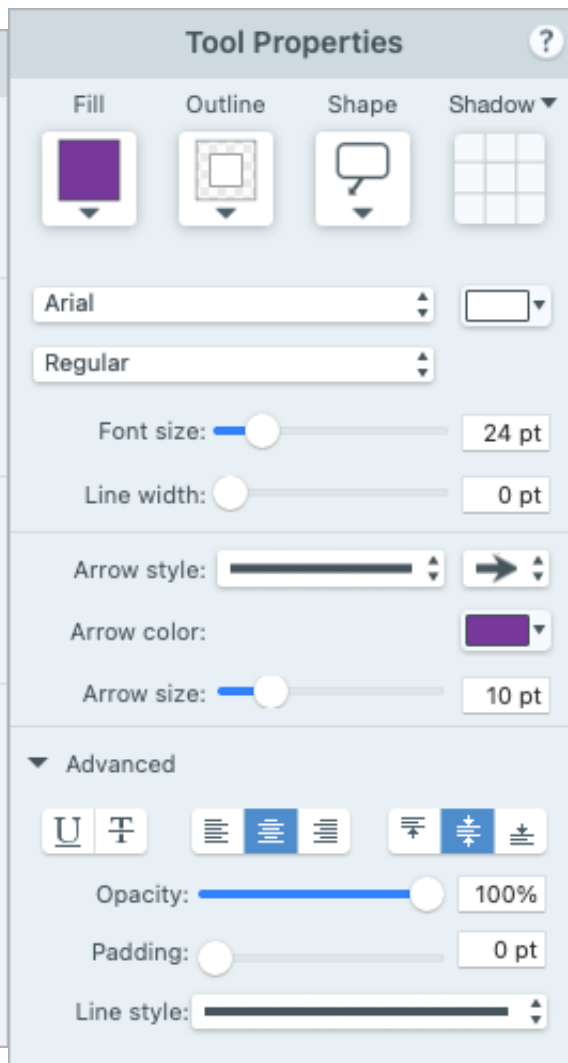 Tool Properties ?
Fill Outline Shape Shadow
Arial
Regular
Font size: 24 pt
Line width: 0 pt
Arrow style:
Arrow color:
Arrow size: 10 pt
Advanced
U T
Opacity: 100%
Padding: 0 pt
Line style: